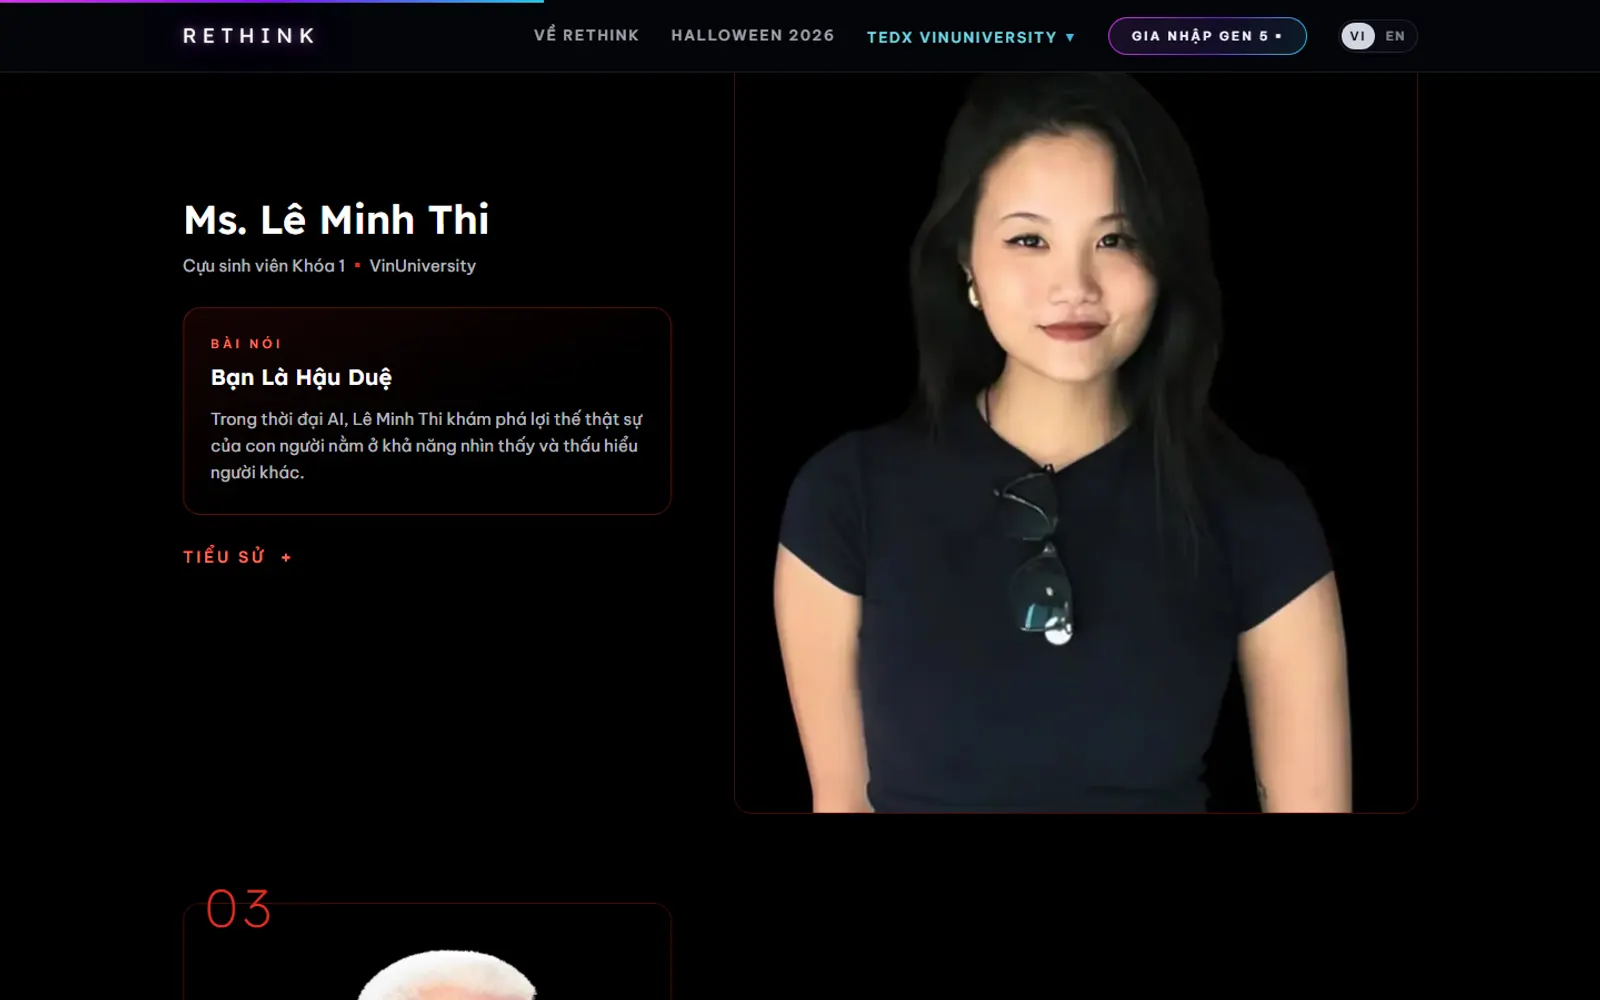 RETHINK
VỀ RETHINK
HALLOWEEN 2026
TEDX VINUNIVERSITY ▼
GIA NHẬP GEN 5 ▪
VI
EN
Ms. Lê Minh Thi
Cựu sinh viên Khóa 1 ▪ VinUniversity
BÀI NÓI
Bạn Là Hậu Duệ
Trong thời đại AI, Lê Minh Thi khám phá lợi thế thật sự
của con người nằm ở khả năng nhìn thấy và thấu hiểu
người khác.
TIỂU SỬ +
03